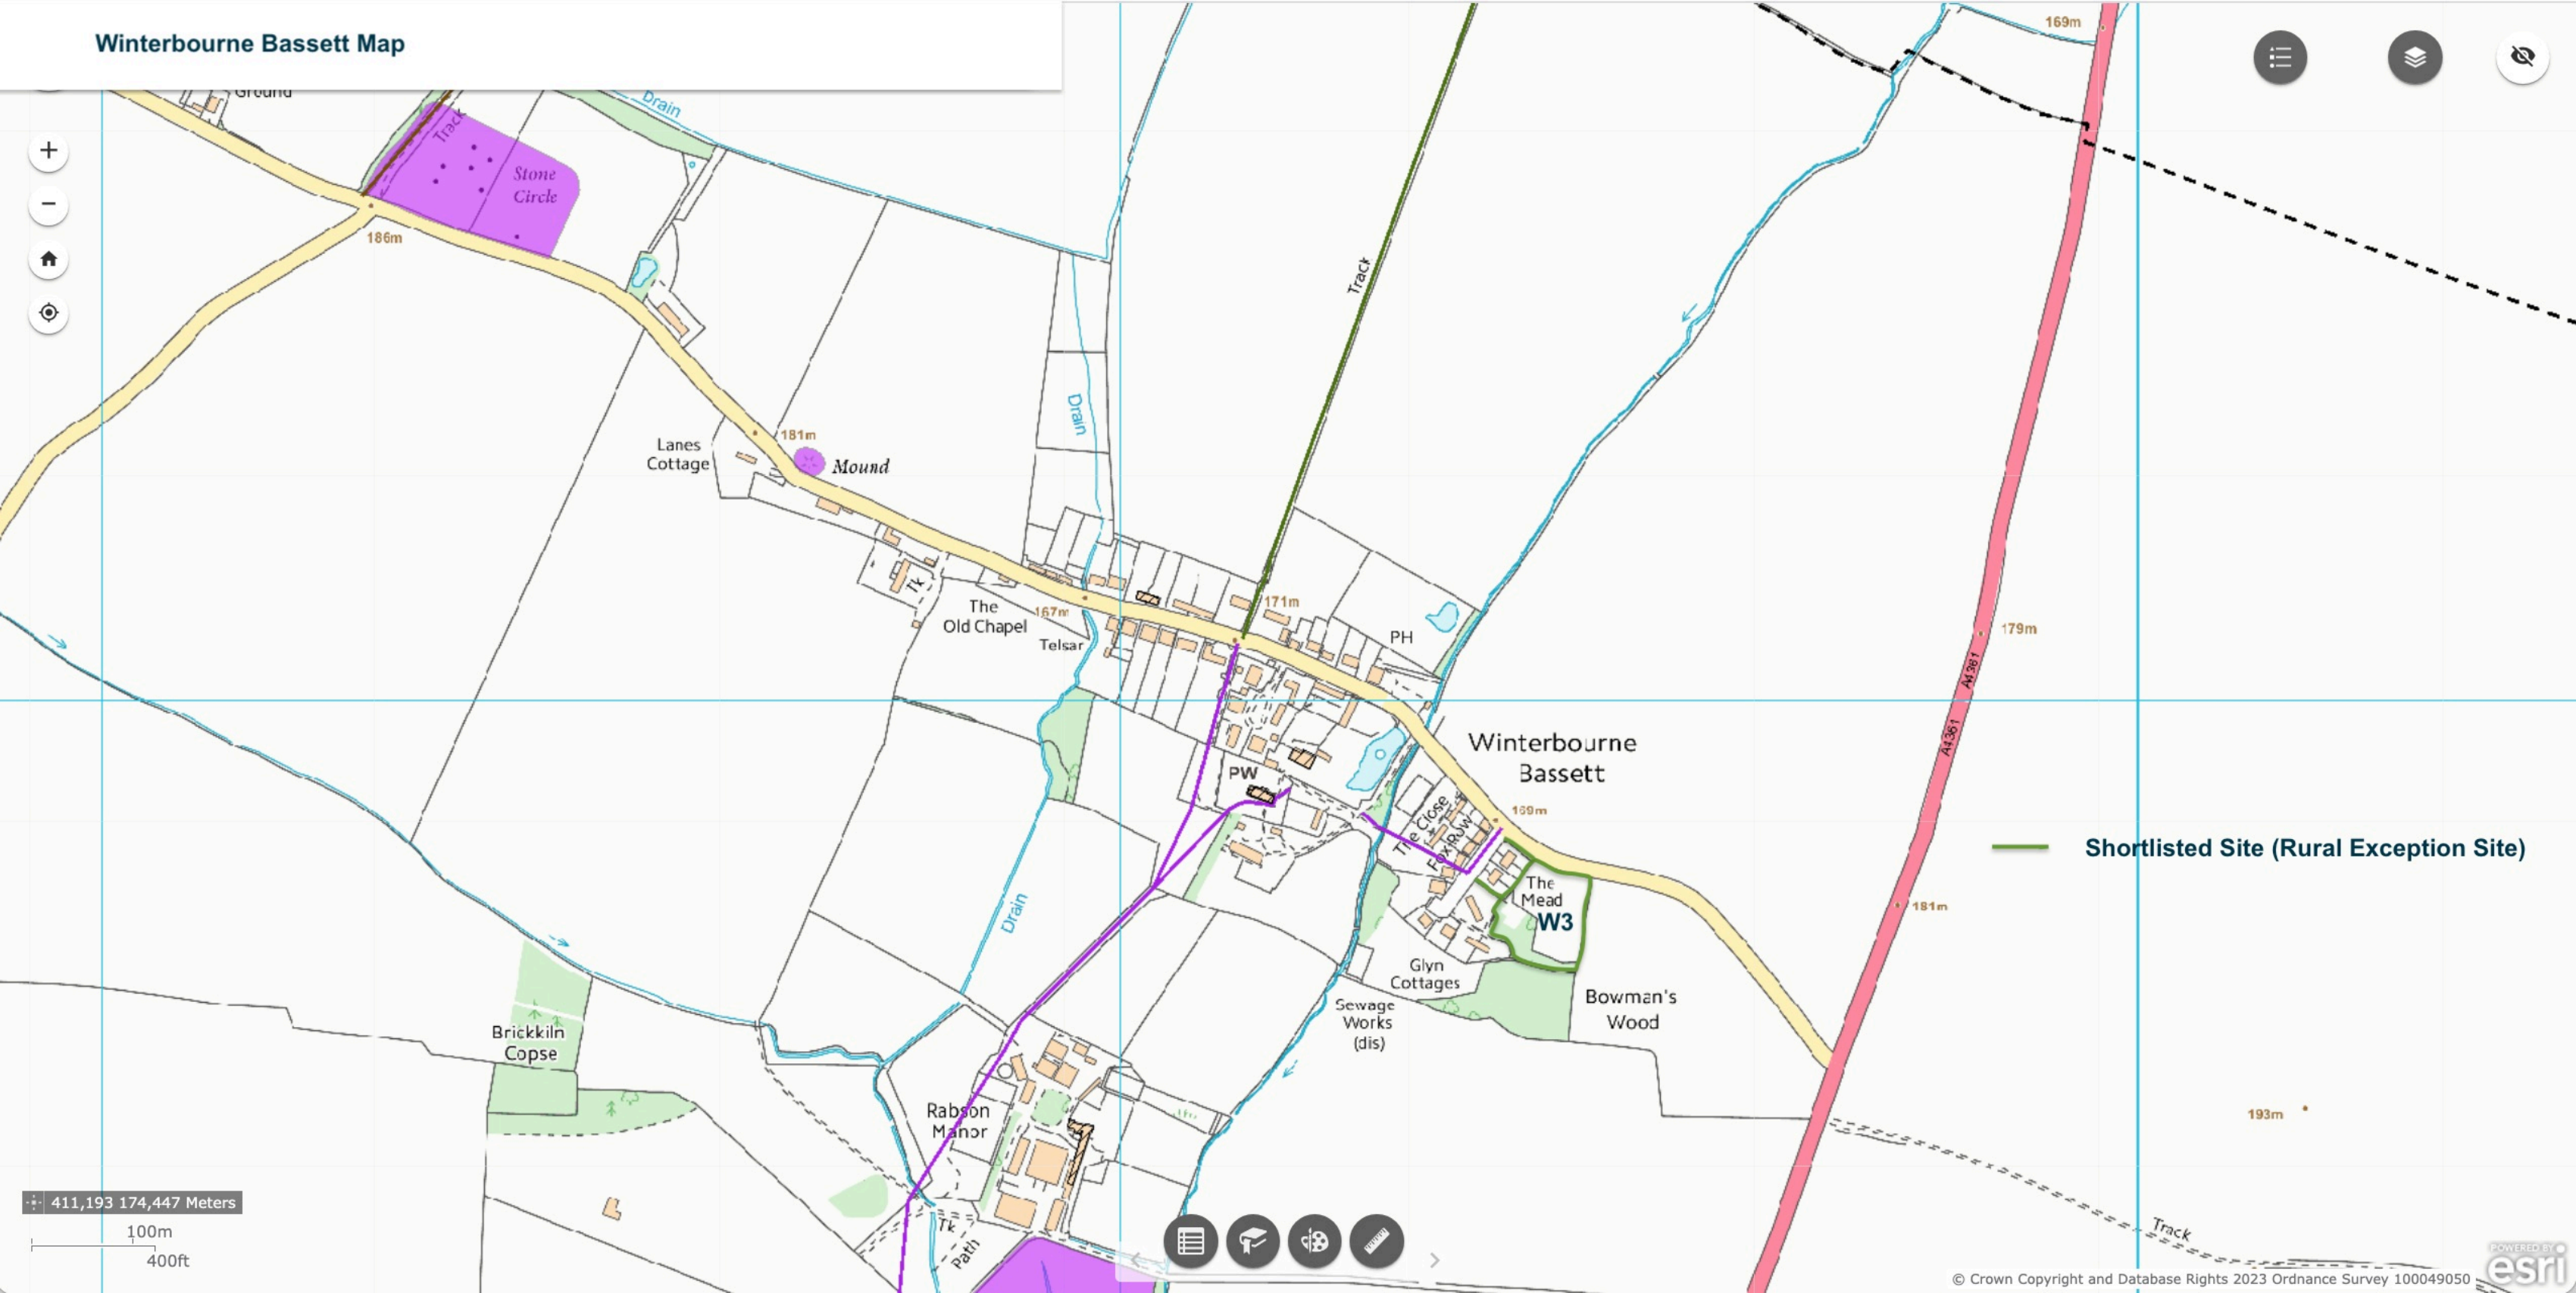 Winterbourne Bassett Map
169m
Ground
Drain
Track
Stone
Circle
186m
Track
Drain
181m
Lanes
Cottage
Mound
The
Old Chapel
Tk
167m
Telsar
171m
PH
179m
A4361
A4361
Winterbourne
Bassett
PW
The Close
Fox Row
169m
Shortlisted Site (Rural Exception Site)
The
Mead
W3
181m
Drain
Glyn
Cottages
Bowman's
Wood
Sewage
Works
(dis)
Brickkiln
Copse
Rabson
Manor
193m
411,193 174,447 Meters
100m
400ft
Tk
Path
Track
POWERED BY
esri
© Crown Copyright and Database Rights 2023 Ordnance Survey 100049050